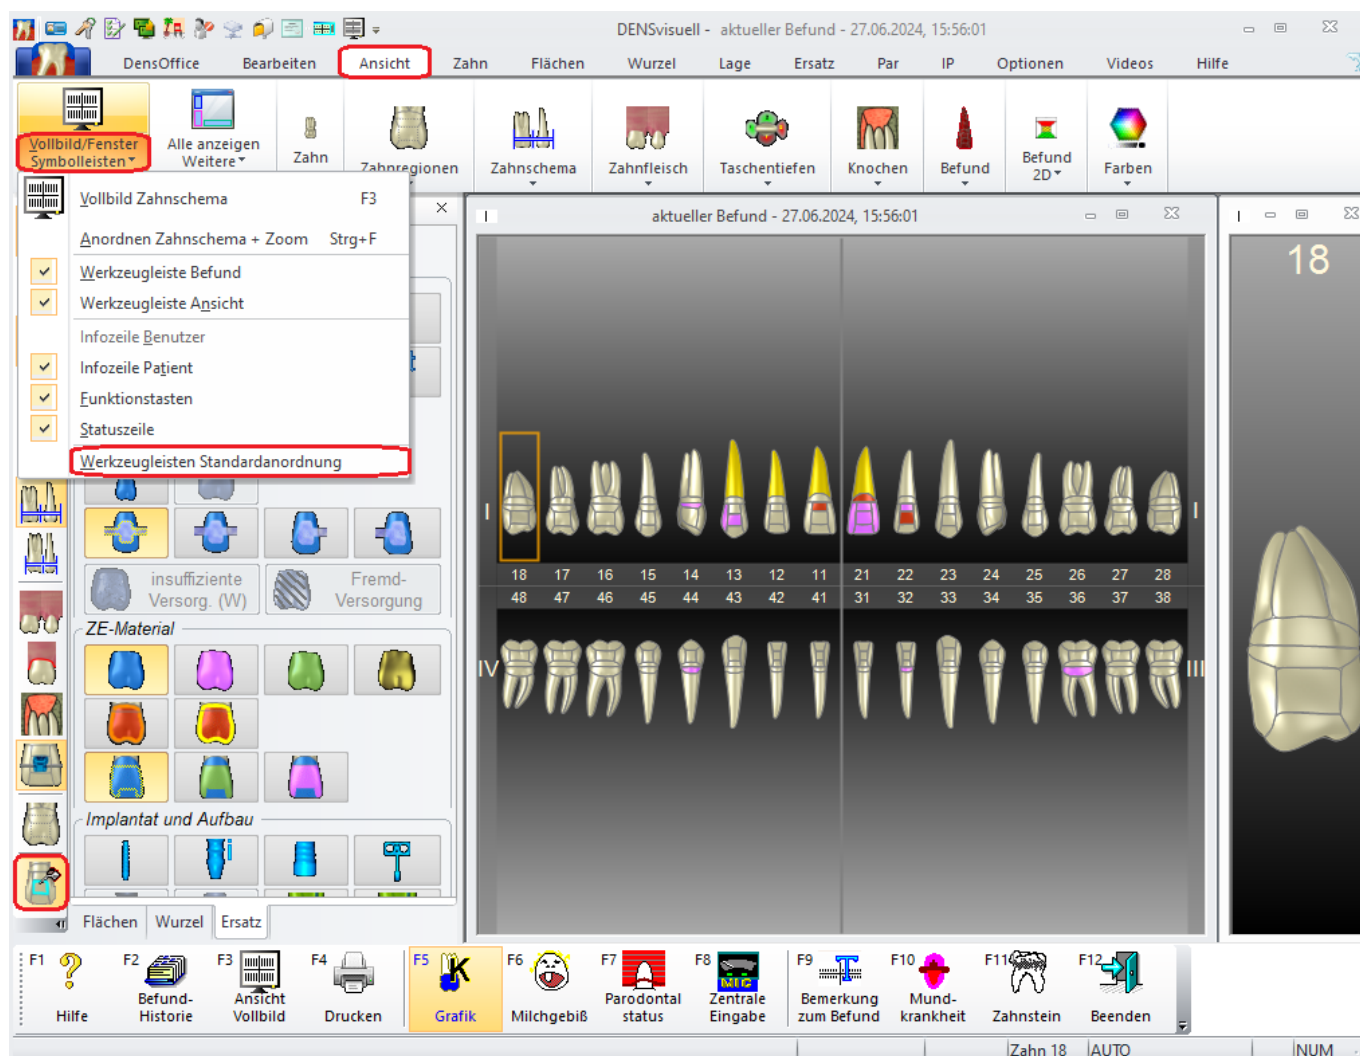 DENSvisuell - aktueller Befund - 27.06.2024, 15:56:01
DensOffice Bearbeiten Ansicht Zahn Flächen Wurzel Lage Ersatz Par IP Optionen Videos Hilfe
Vollbild/Fenster
Symbolleisten
Alle anzeigen
Weitere
Zahn
Zahnregionen
Zahnschema
Zahnfleisch
Taschentiefen
Knochen
Befund
Befund
2D
Farben
Vollbild Zahnschema F3
Anordnen Zahnschema + Zoom Strg+F
Werkzeugleiste Befund
Werkzeugleiste Ansicht
Infozeile Benutzer
Infozeile Patient
Funktionstasten
Statuszeile
Werkzeugleisten Standardanordnung
insuffiziente
Versorg. (W)
Fremd-
Versorgung
ZE-Material
Implantat und Aufbau
Flächen Wurzel Ersatz
I aktueller Befund - 27.06.2024, 15:56:01
I I
18 17 16 15 14 13 12 11 21 22 23 24 25 26 27 28
48 47 46 45 44 43 42 41 31 32 33 34 35 36 37 38
IV III
I
18
F1 Hilfe
F2 Befund-
Historie
F3 Ansicht
Vollbild
F4 Drucken
F5 K Grafik
F6 Milchgebiß
F7 Parodontal
status
F8 MIC Zentrale
Eingabe
F9 Bemerkung
zum Befund
F10 Mund-
krankheit
F11 Zahnstein
F12 Beenden
Zahn 18 AUTO NUM